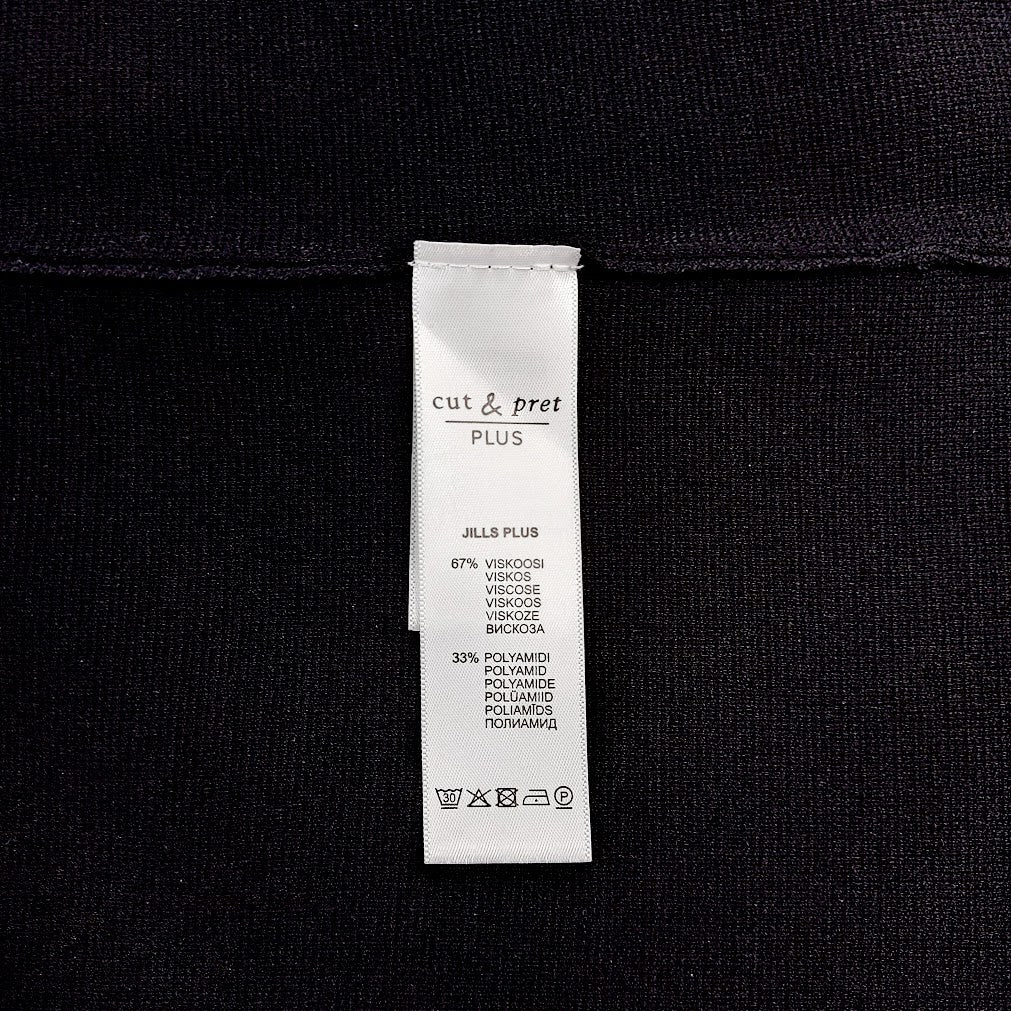 cut & pret
PLUS
JILLS PLUS
67% VISKOOSI
VISKOS
VISCOSE
VISKOOS
VISKOZE
ВИСКОЗА
33% POLYAMIDI
POLYAMID
POLYAMIDE
POLÜAMIID
POLIAMĪDS
ПОЛИАМИД
30 P